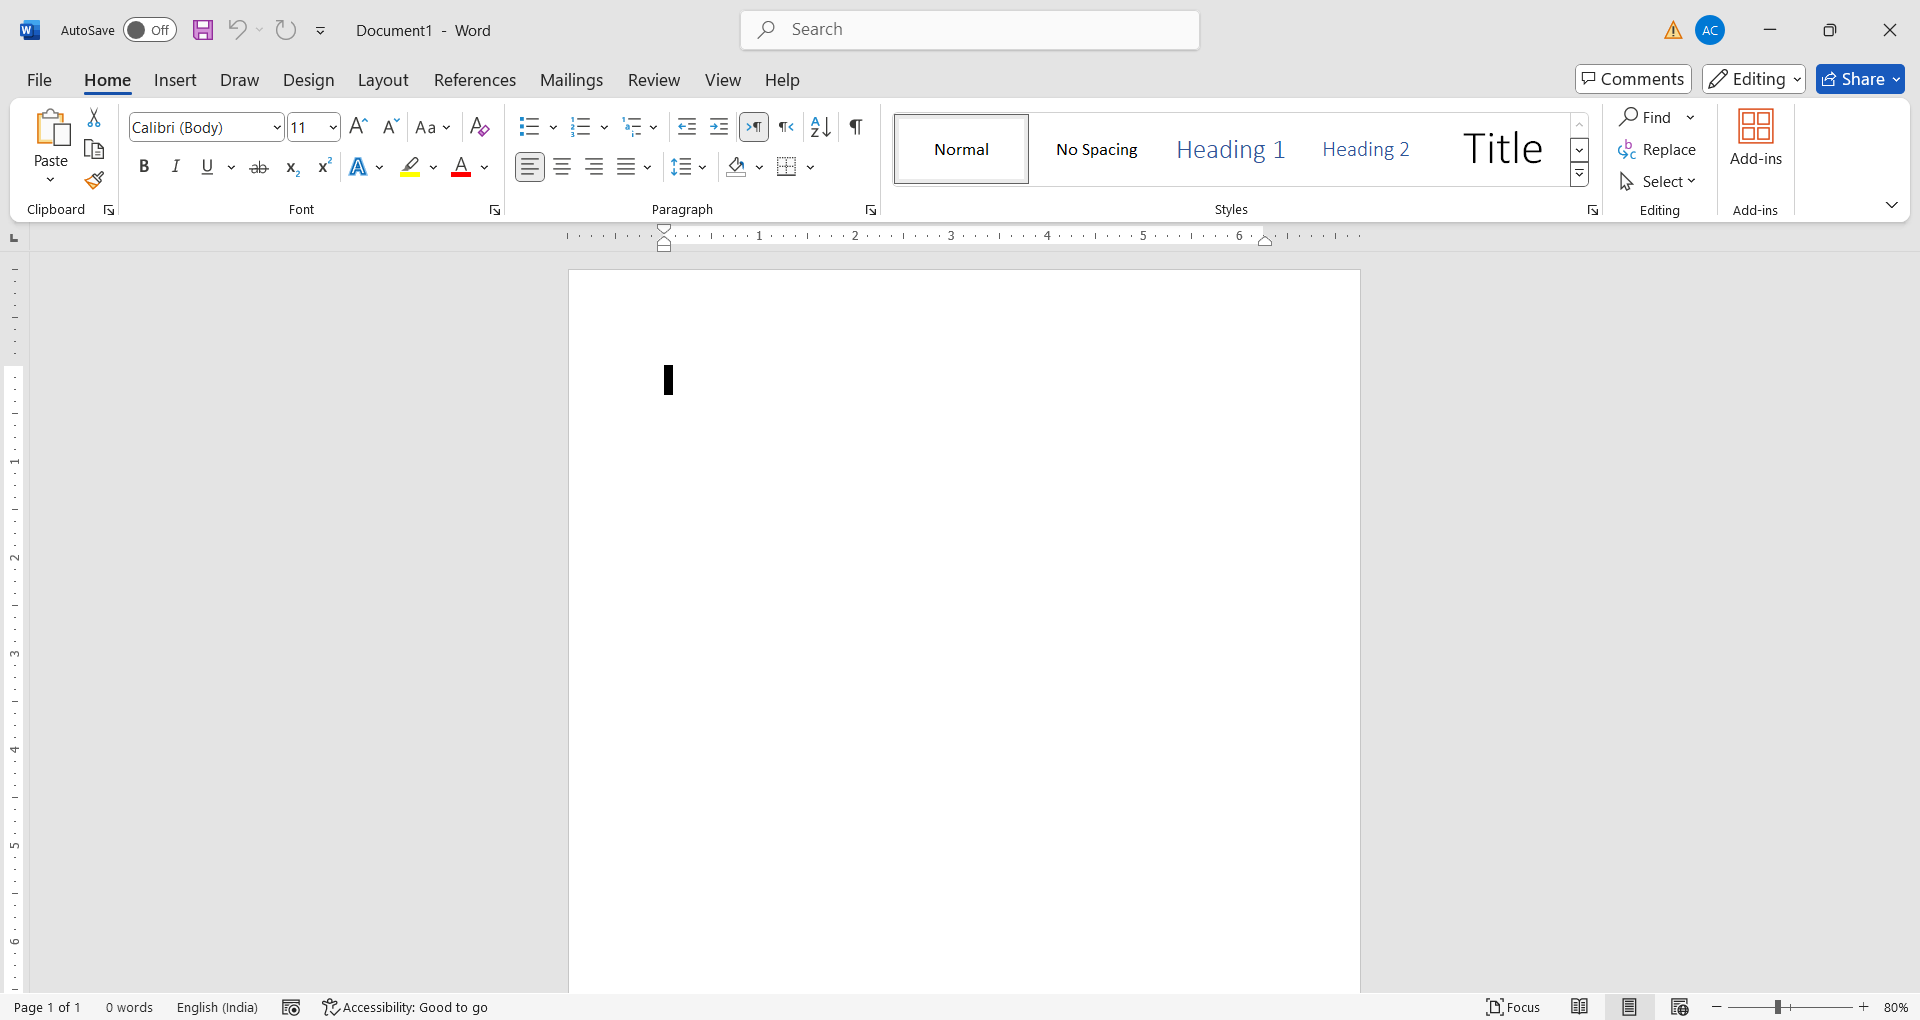 AutoSave Off Document1 - Word Search AC
File Home Insert Draw Design Layout References Mailings Review View Help Comments Editing Share
Paste Calibri (Body) 11 Aa Normal No Spacing Heading 1 Heading 2 Title Find Replace Select Add-ins
Clipboard Font Paragraph Styles Editing Add-ins
1 2 3 4 5 6
1
2
3
4
5
6
Page 1 of 1 0 words English (India) Accessibility: Good to go Focus 80%